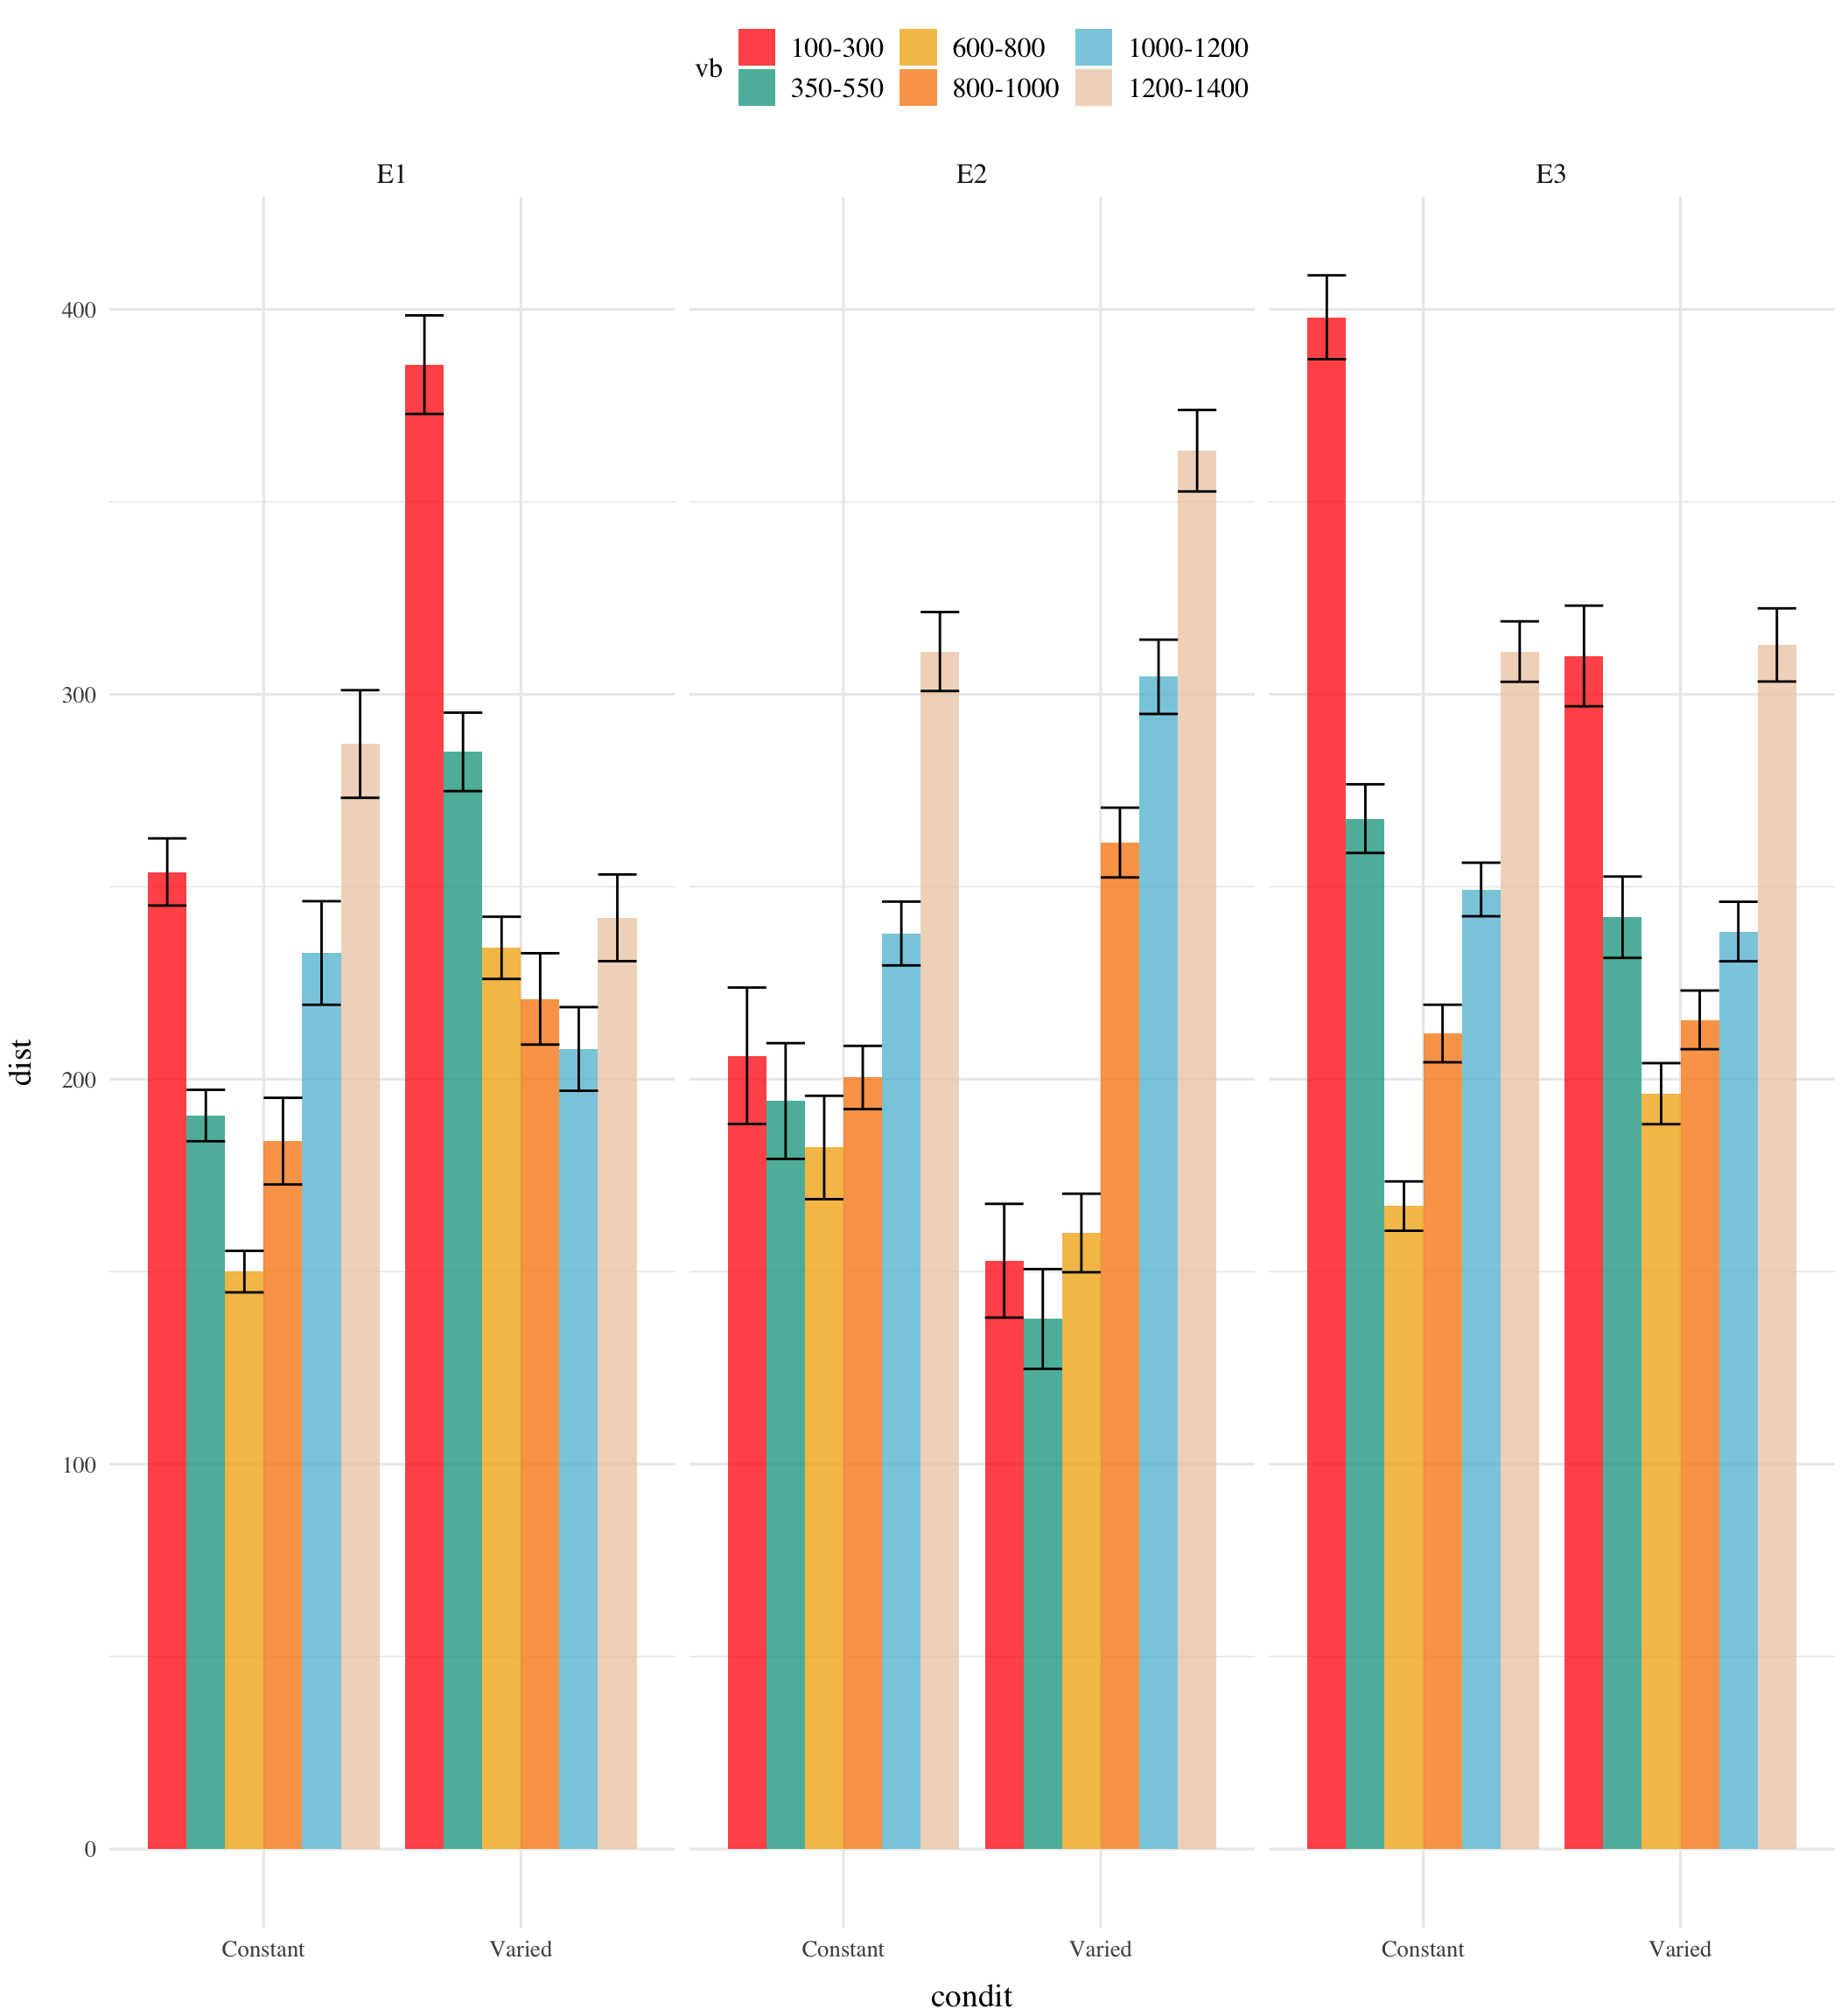 vb
100-300 600-800 1000-1200
350-550 800-1000 1200-1400
E1 E2 E3
dist
400
300
200
100
0
Constant Varied Constant Varied Constant Varied
condit